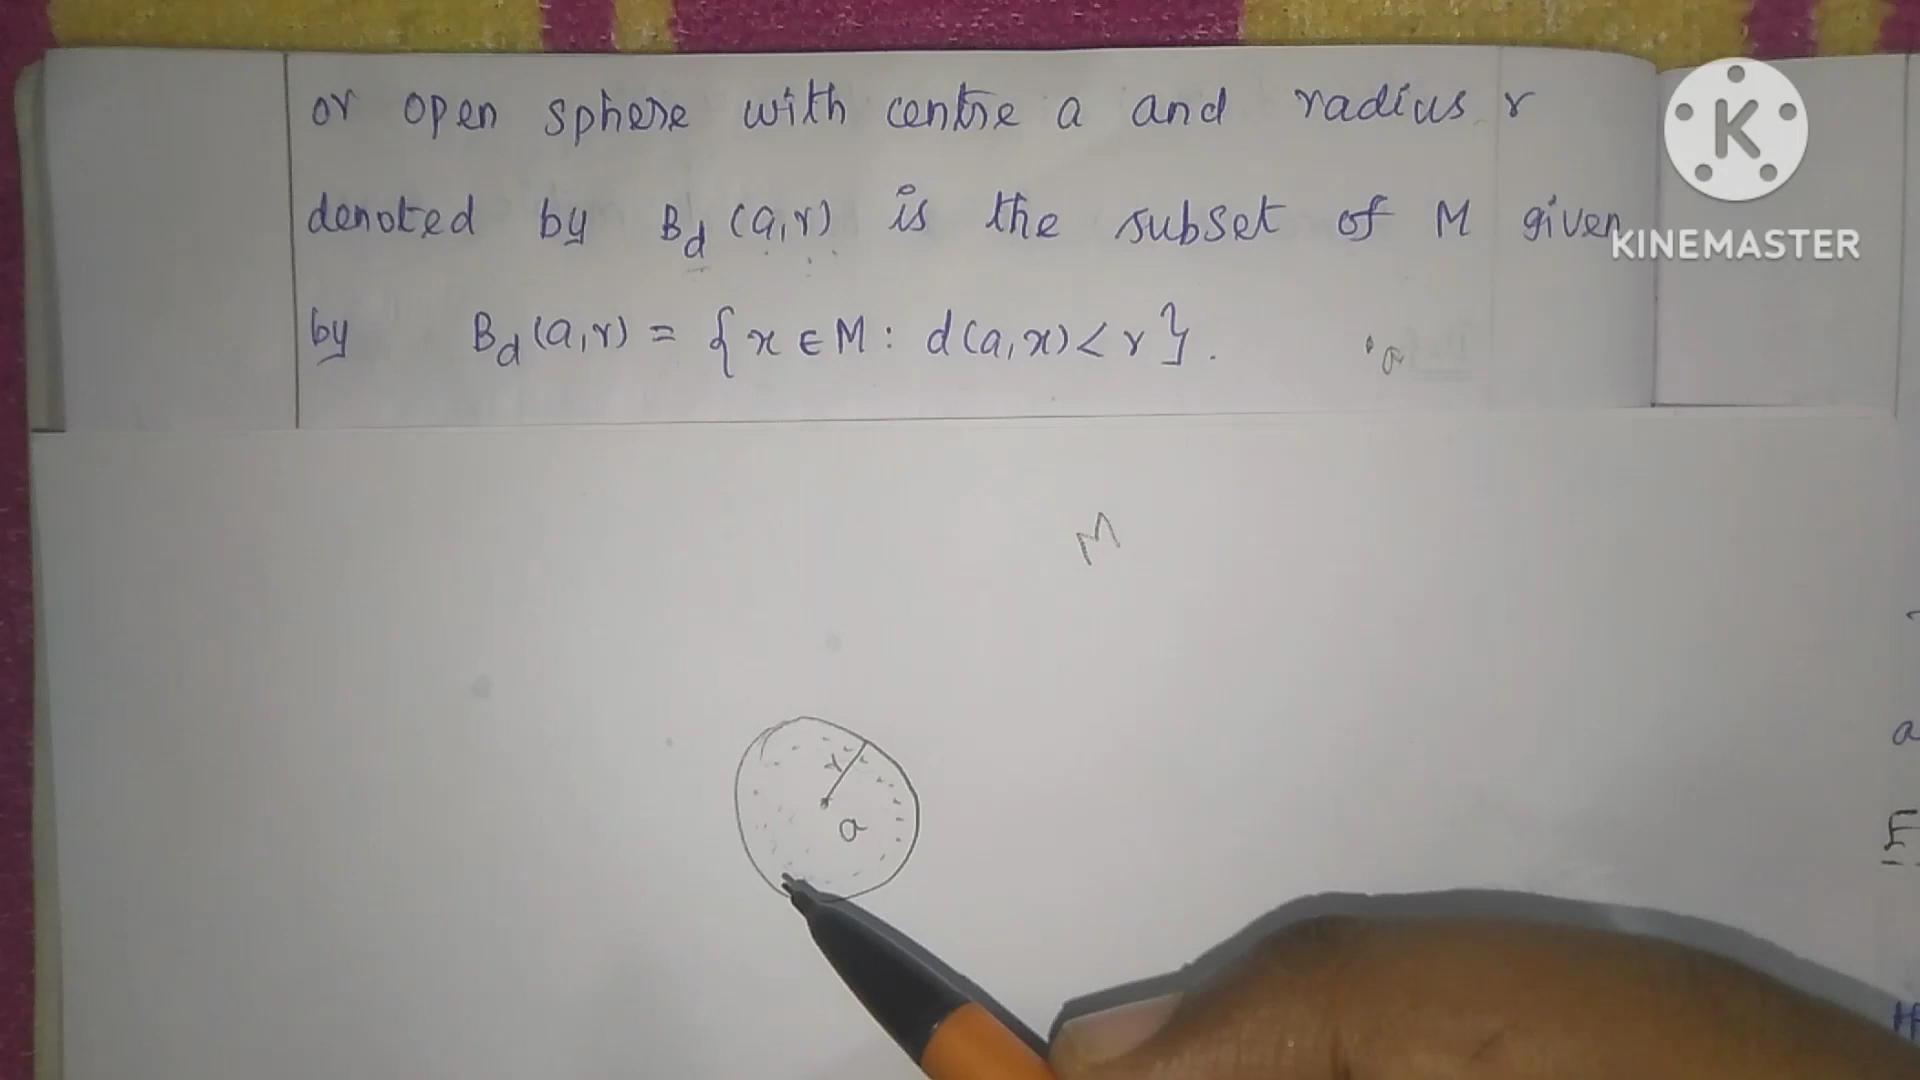 or open sphere with centre a and radius r
denoted by B_d (a,r) is the subset of M given
by B_d (a,r) = {x ∈ M : d(a,x) < r}.
a
K
KINEMASTER
M
r
a
a